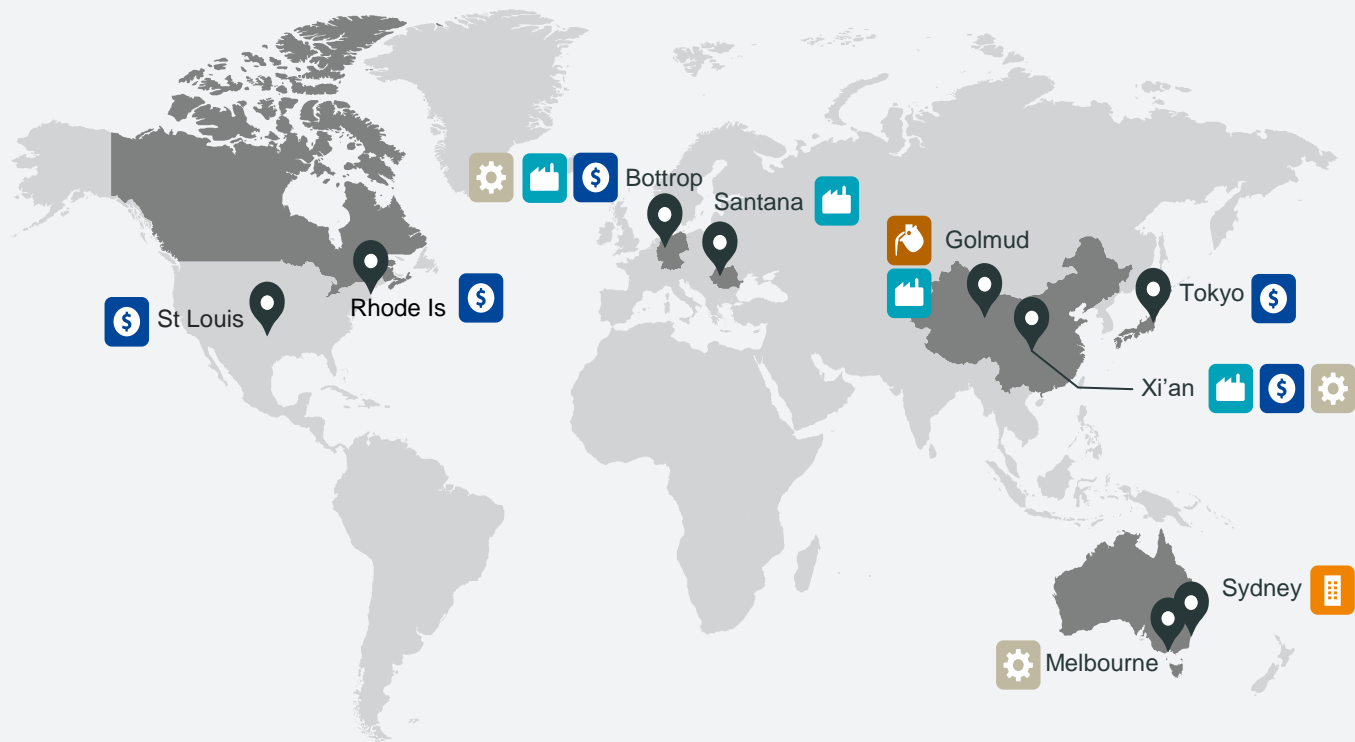 Bottrop
Santana
Golmud
Tokyo
Rhode Is
St Louis
Xi’an
Sydney
Melbourne